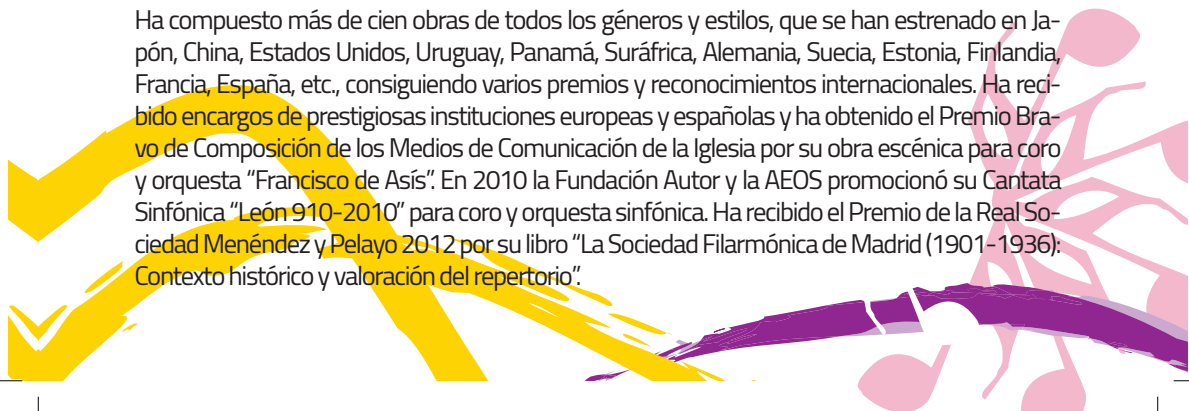 Ha compuesto más de cien obras de todos los géneros y estilos, que se han estrenado en Ja-
pón, China, Estados Unidos, Uruguay, Panamá, Suráfrica, Alemania, Suecia, Estonia, Finlandia,
Francia, España, etc., consiguiendo varios premios y reconocimientos internacionales. Ha reci-
bido encargos de prestigiosas instituciones europeas y españolas y ha obtenido el Premio Bra-
vo de Composición de los Medios de Comunicación de la Iglesia por su obra escénica para coro
y orquesta “Francisco de Asís”. En 2010 la Fundación Autor y la AEOS promocionó su Cantata
Sinfónica “León 910-2010” para coro y orquesta sinfónica. Ha recibido el Premio de la Real So-
ciedad Menéndez y Pelayo 2012 por su libro “La Sociedad Filarmónica de Madrid (1901-1936):
Contexto histórico y valoración del repertorio”.